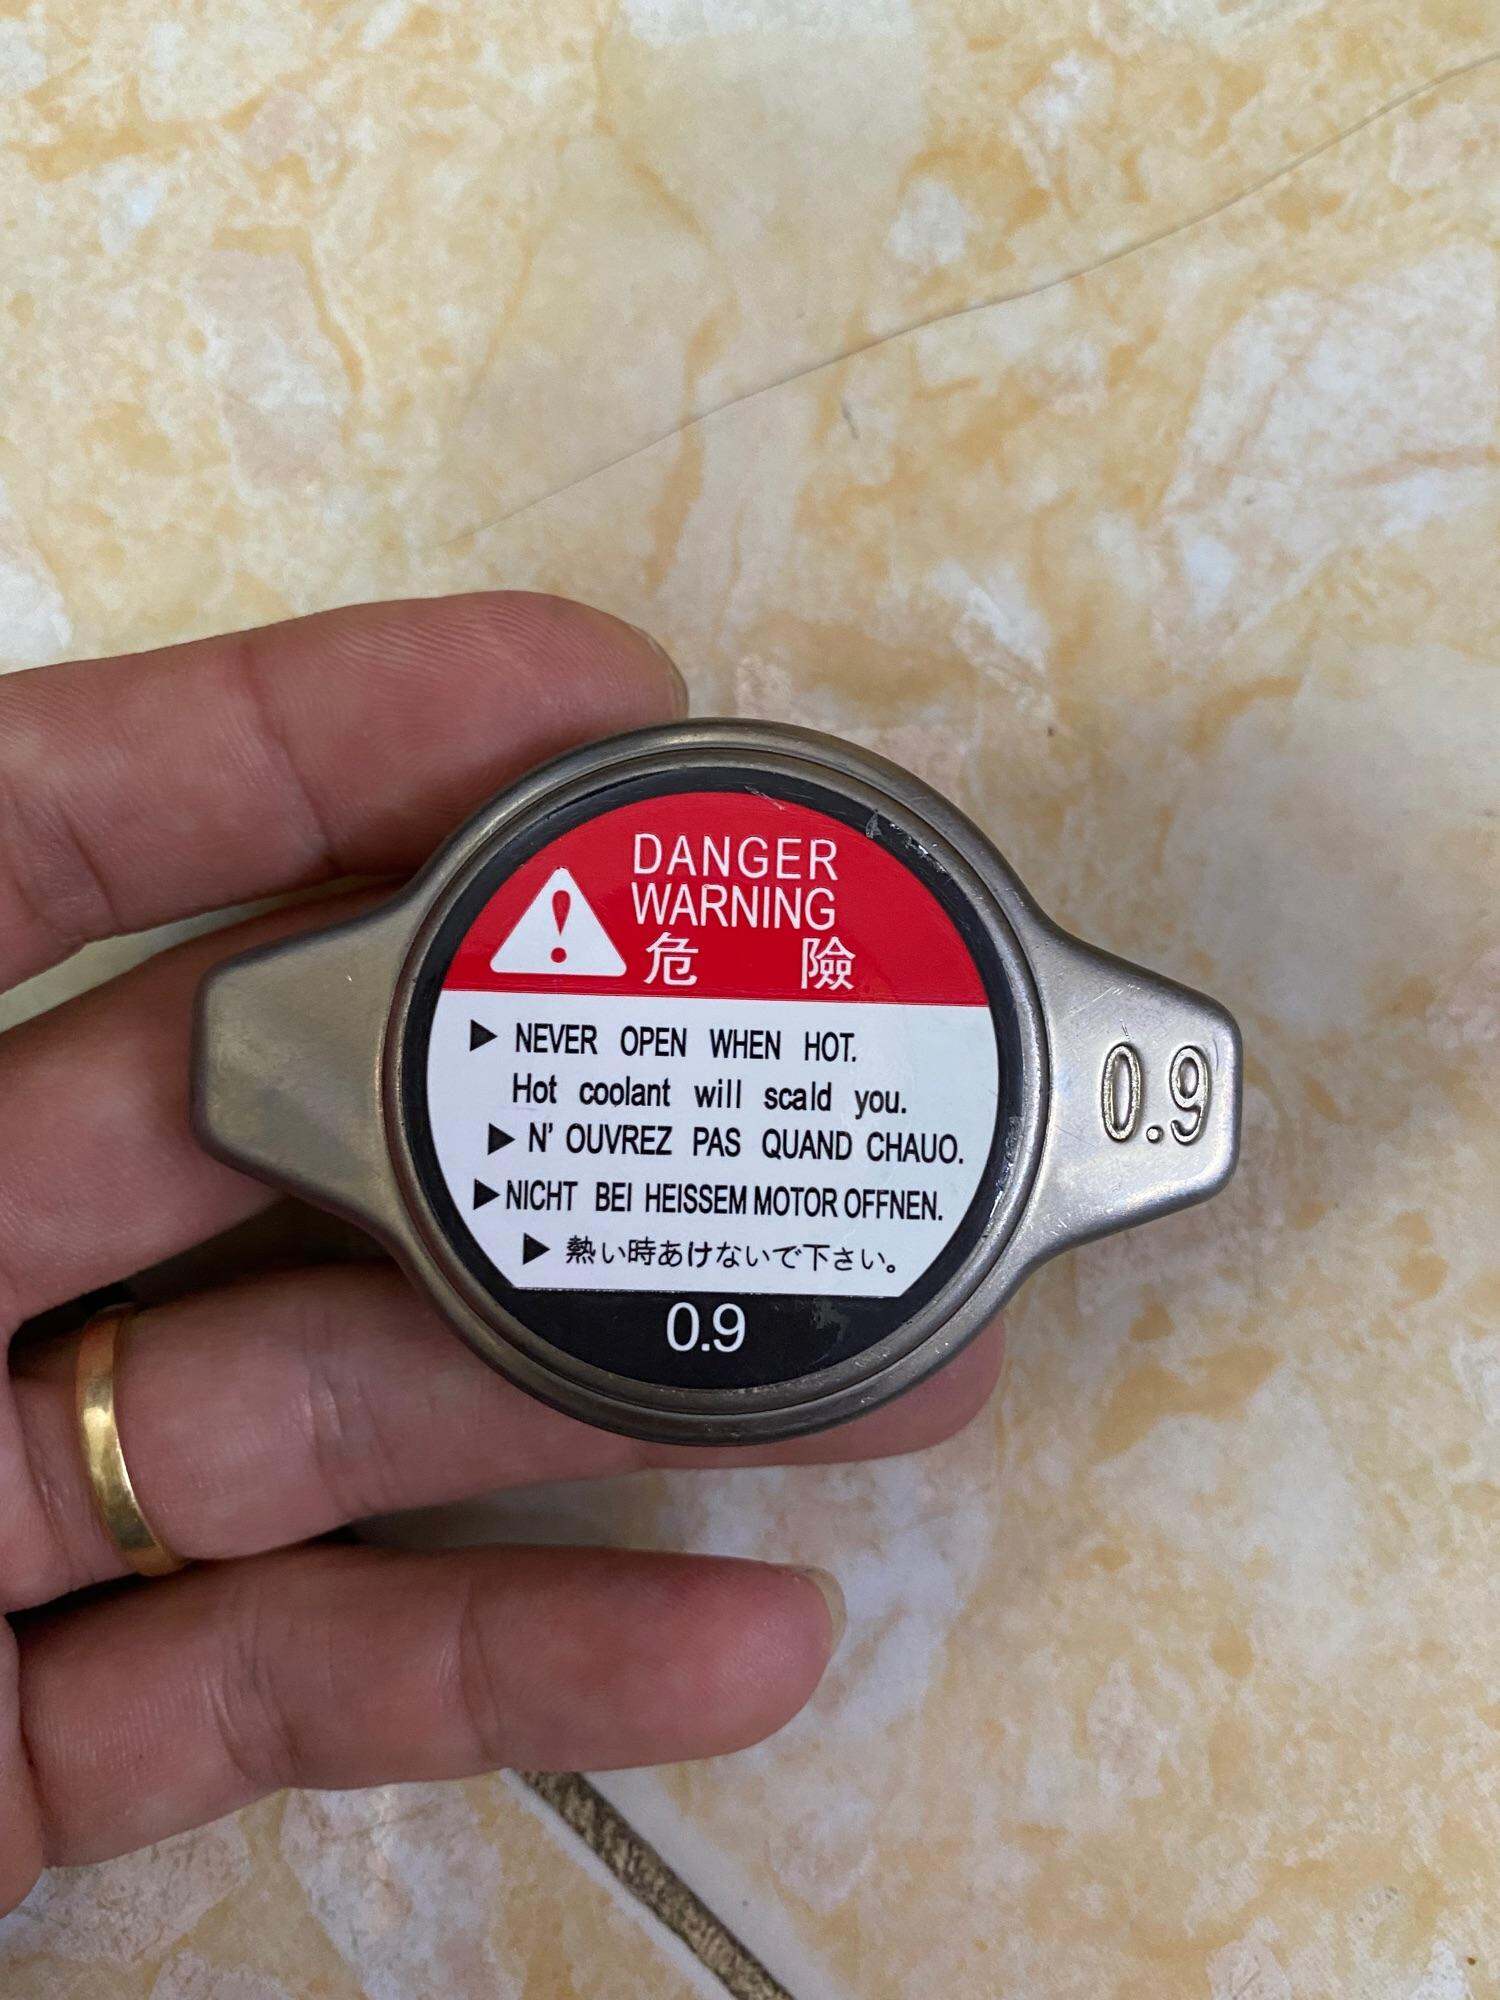 DANGER
WARNING
危 險
▶ NEVER OPEN WHEN HOT.
Hot coolant will scald you.
▶ N' OUVREZ PAS QUAND CHAUO.
▶ NICHT BEI HEISSEM MOTOR OFFNEN.
▶ 熱い時あけないで下さい。
0.9
0.9